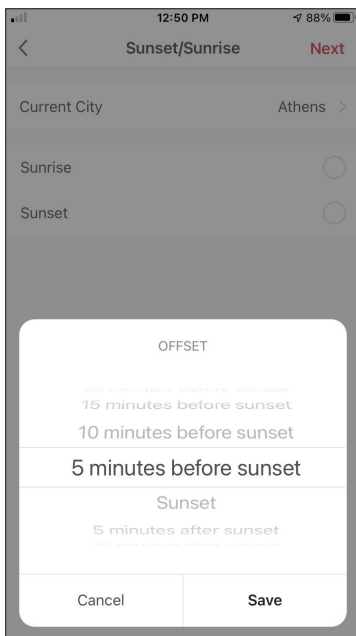 12:50 PM 88%
Sunset/Sunrise Next
Current City Athens
Sunrise
Sunset
OFFSET
15 minutes before sunset
10 minutes before sunset
5 minutes before sunset
Sunset
5 minutes after sunset
Cancel Save